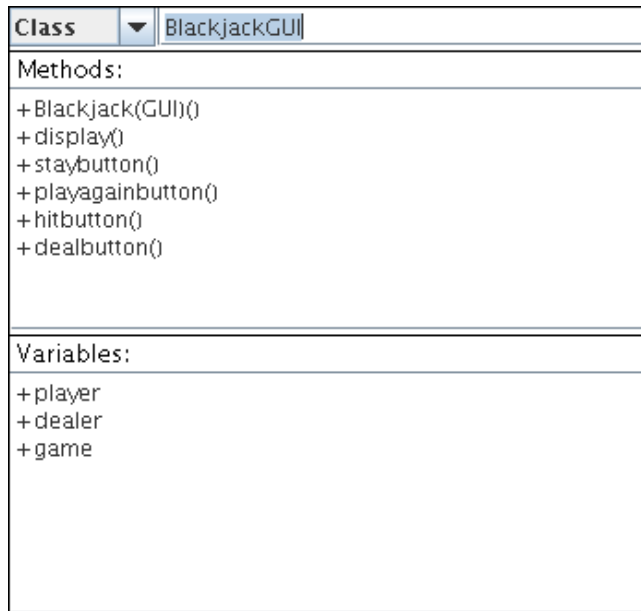 Class BlackjackGUI
Methods:
+Blackjack(GUI)()
+display()
+staybutton()
+playagainbutton()
+hitbutton()
+dealbutton()
Variables:
+player
+dealer
+game